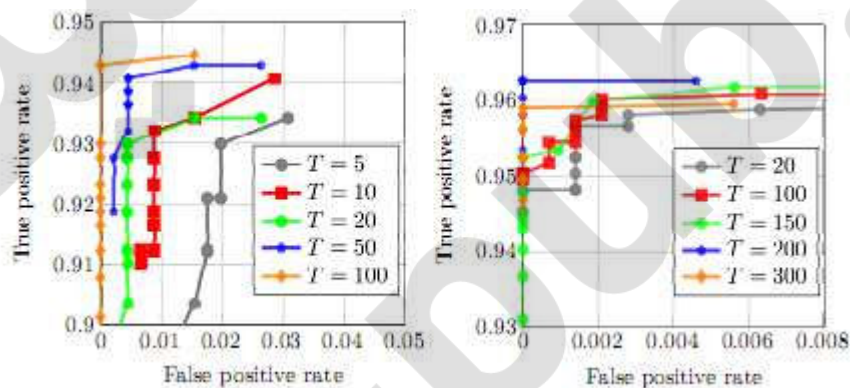 0.95
0.94
0.93
0.92
0.91
0.9
True positive rate
T = 5
T = 10
T = 20
T = 50
T = 100
0 0.01 0.02 0.03 0.04 0.05
False positive rate
0.97
0.96
0.95
0.94
0.93
True positive rate
T = 20
T = 100
T = 150
T = 200
T = 300
0 0.002 0.004 0.006 0.008
False positive rate